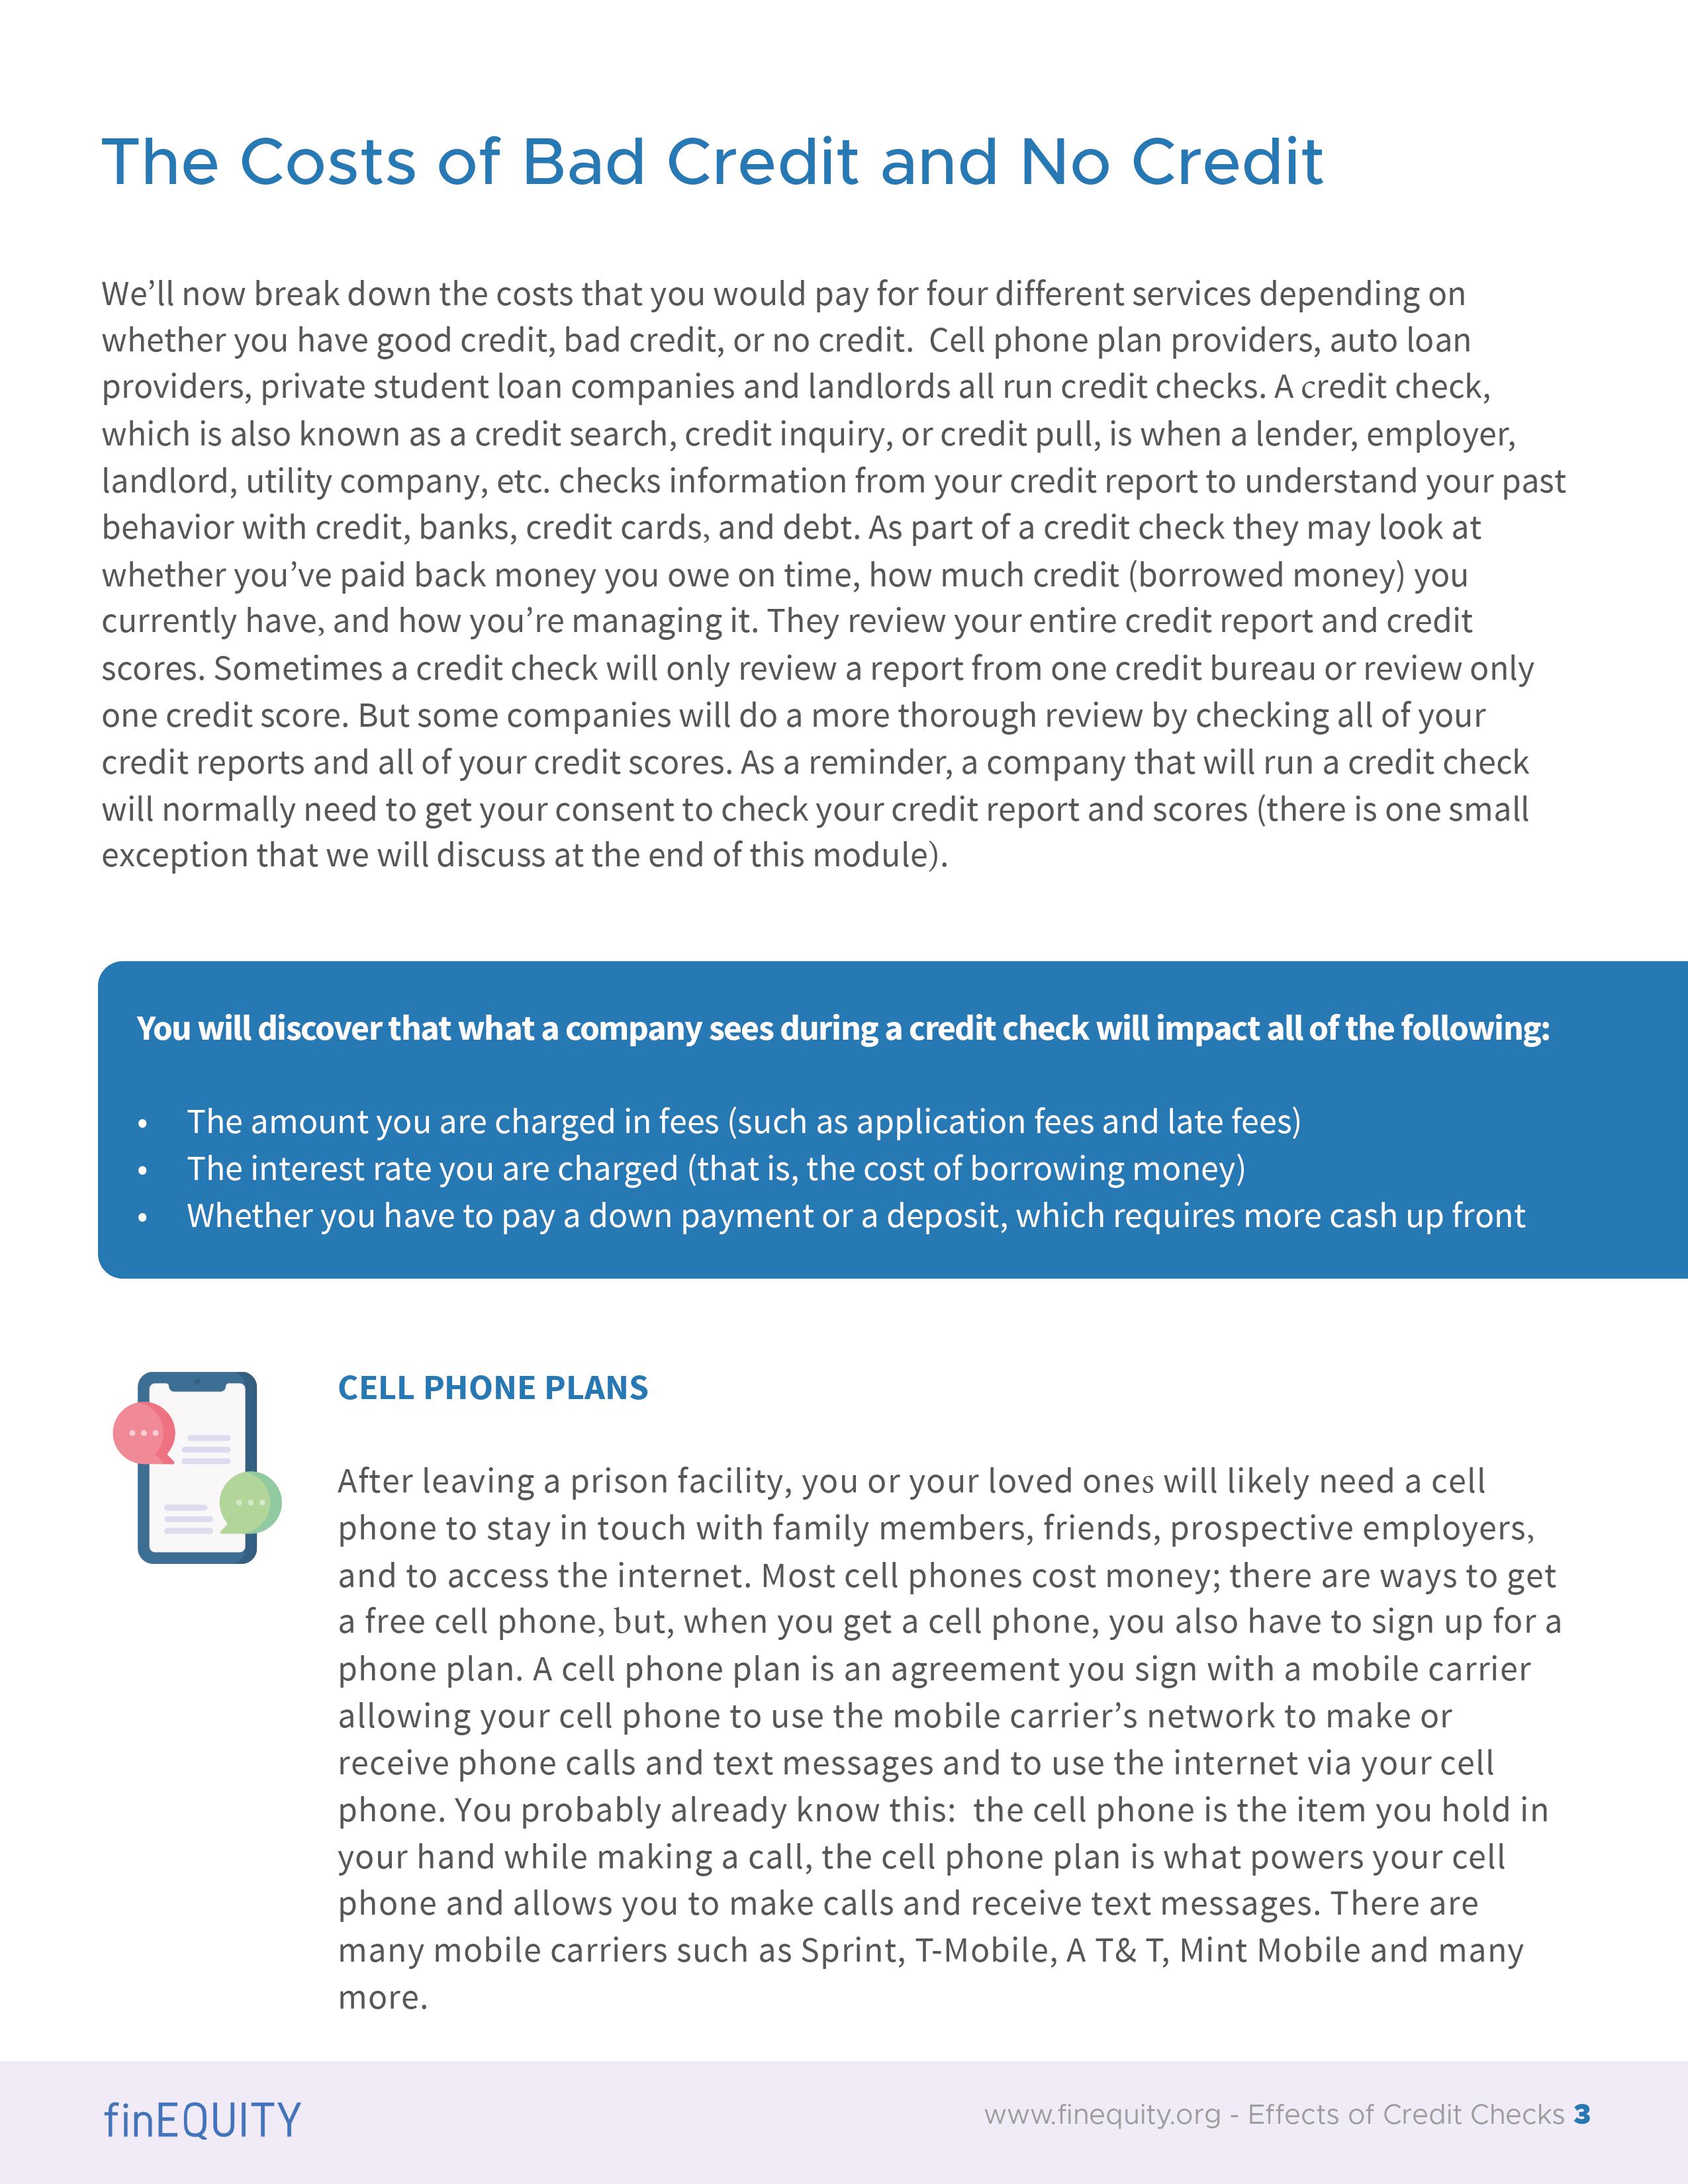 The Costs of Bad Credit and No Credit
We’ll now break down the costs that you would pay for four different services depending on
whether you have good credit, bad credit, or no credit.  Cell phone plan providers, auto loan
providers, private student loan companies and landlords all run credit checks. A credit check,
which is also known as a credit search, credit inquiry, or credit pull, is when a lender, employer,
landlord, utility company, etc. checks information from your credit report to understand your past
behavior with credit, banks, credit cards, and debt. As part of a credit check they may look at
whether you’ve paid back money you owe on time, how much credit (borrowed money) you
currently have, and how you’re managing it. They review your entire credit report and credit
scores. Sometimes a credit check will only review a report from one credit bureau or review only
one credit score. But some companies will do a more thorough review by checking all of your
credit reports and all of your credit scores. As a reminder, a company that will run a credit check
will normally need to get your consent to check your credit report and scores (there is one small
exception that we will discuss at the end of this module).
You will discover that what a company sees during a credit check will impact all of the following:
• The amount you are charged in fees (such as application fees and late fees)
• The interest rate you are charged (that is, the cost of borrowing money)
• Whether you have to pay a down payment or a deposit, which requires more cash up front
CELL PHONE PLANS
After leaving a prison facility, you or your loved ones will likely need a cell
phone to stay in touch with family members, friends, prospective employers,
and to access the internet. Most cell phones cost money; there are ways to get
a free cell phone, but, when you get a cell phone, you also have to sign up for a
phone plan. A cell phone plan is an agreement you sign with a mobile carrier
allowing your cell phone to use the mobile carrier’s network to make or
receive phone calls and text messages and to use the internet via your cell
phone. You probably already know this:  the cell phone is the item you hold in
your hand while making a call, the cell phone plan is what powers your cell
phone and allows you to make calls and receive text messages. There are
many mobile carriers such as Sprint, T-Mobile, A T& T, Mint Mobile and many
more.
finEQUITY
www.finequity.org - Effects of Credit Checks 3